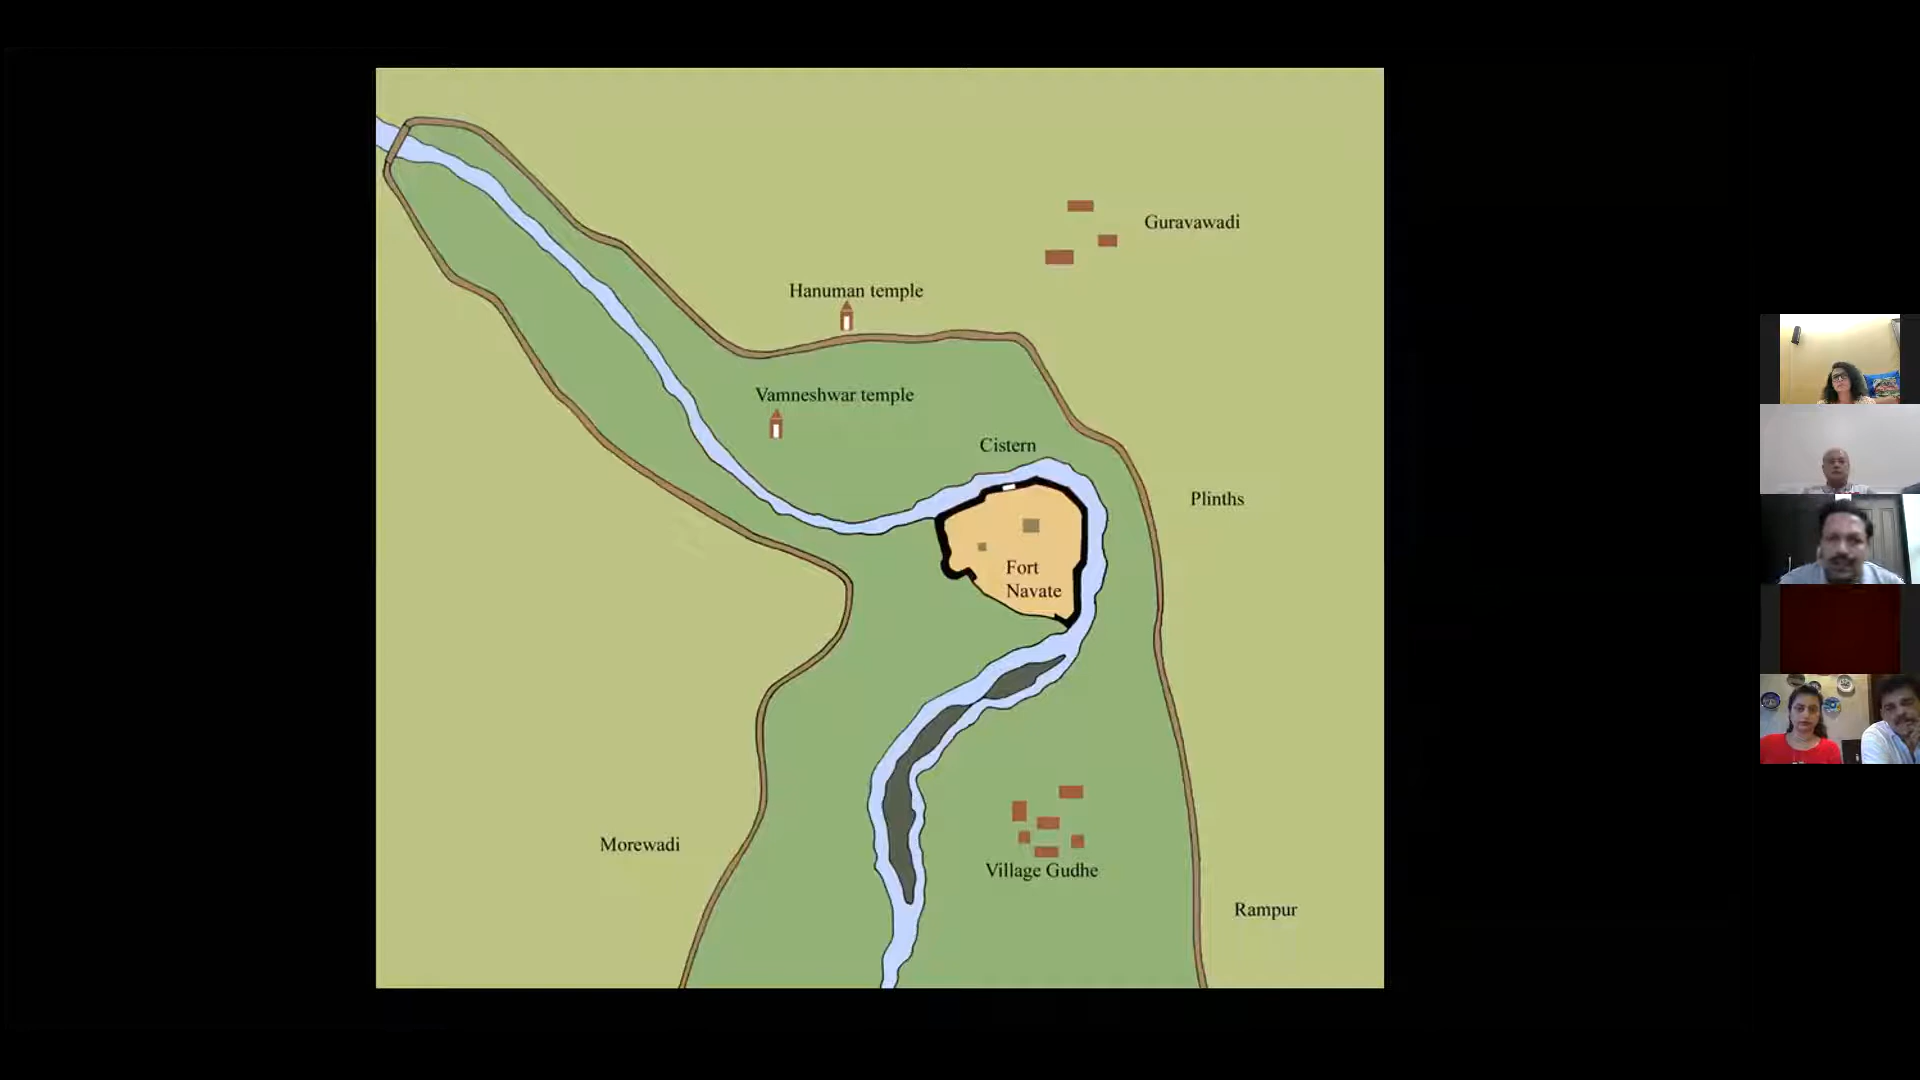 Guravawadi
Hanuman temple
Vamneshwar temple
Cistern
Plinths
Fort
Navate
Morewadi
Village Gudhe
Rampur